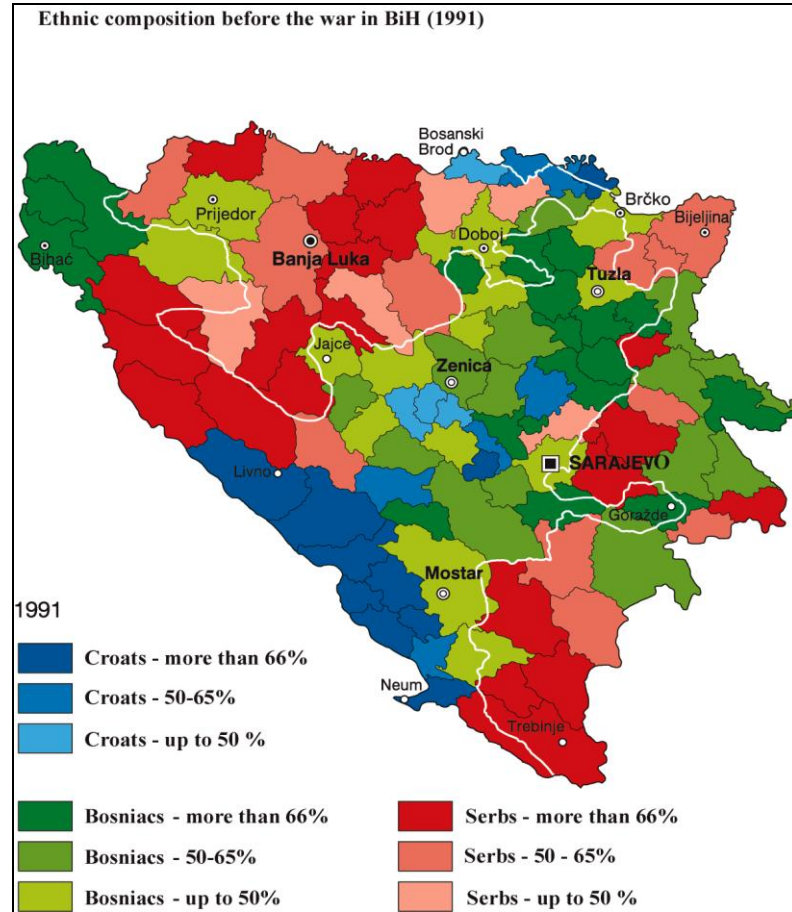 Ethnic composition before the war in BiH (1991)
Bosanski
Brod
Brčko
Prijedor
Bijeljina
Doboj
Bihać
Banja Luka
Tuzla
Jajce
Zenica
Livno
SARAJEVO
Goražde
Mostar
1991
Croats - more than 66%
Croats - 50-65%
Neum
Croats - up to 50 %
Trebinje
Bosniacs - more than 66%
Serbs - more than 66%
Bosniacs - 50-65%
Serbs - 50 - 65%
Bosniacs - up to 50%
Serbs - up to 50 %